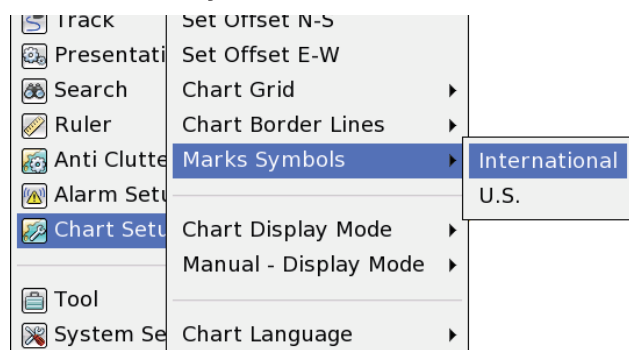 Track
Presentati
Search
Ruler
Anti Clutte
Alarm Setu
Chart Setu
Tool
System Se
Set Offset N-S
Set Offset E-W
Chart Grid
Chart Border Lines
Marks Symbols
Chart Display Mode
Manual - Display Mode
Chart Language
International
U.S.